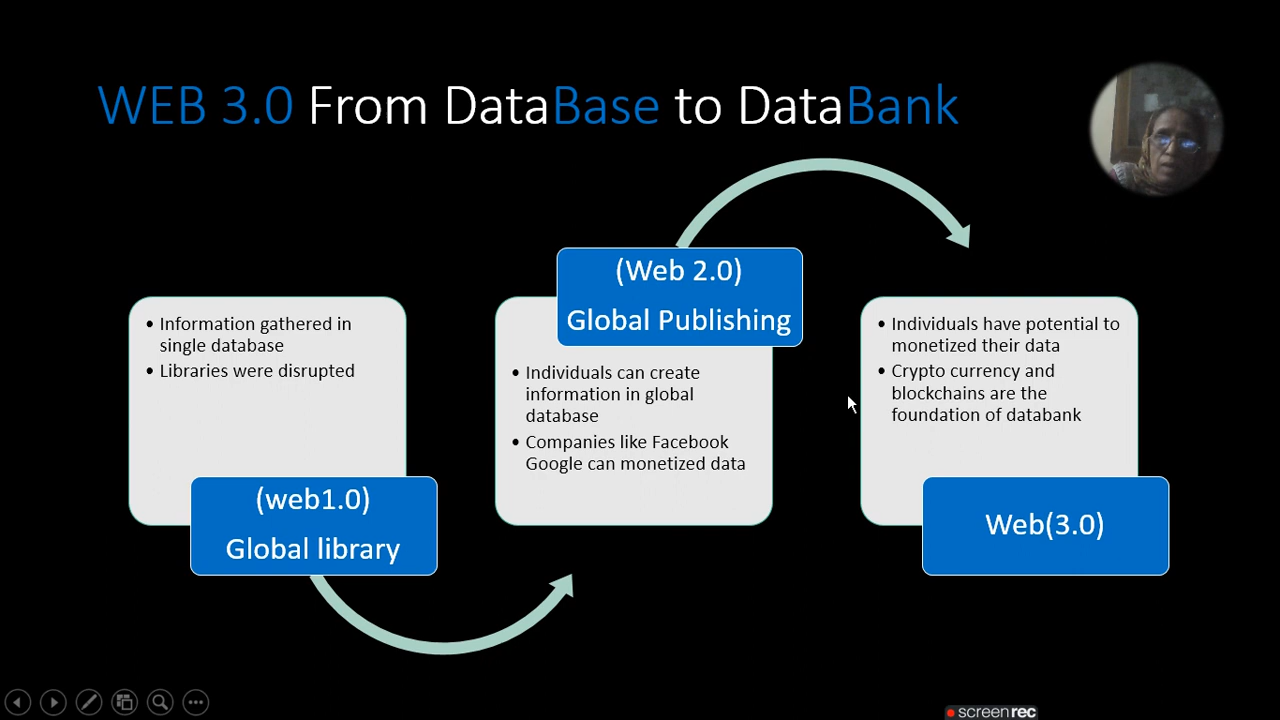 WEB 3.0 From DataBase to DataBank
• Information gathered in
single database
• Libraries were disrupted
(web1.0)
Global library
(Web 2.0)
Global Publishing
• Individuals can create
information in global
database
• Companies like Facebook
Google can monetized data
• Individuals have potential to
monetized their data
• Crypto currency and
blockchains are the
foundation of databank
Web(3.0)
screenrec